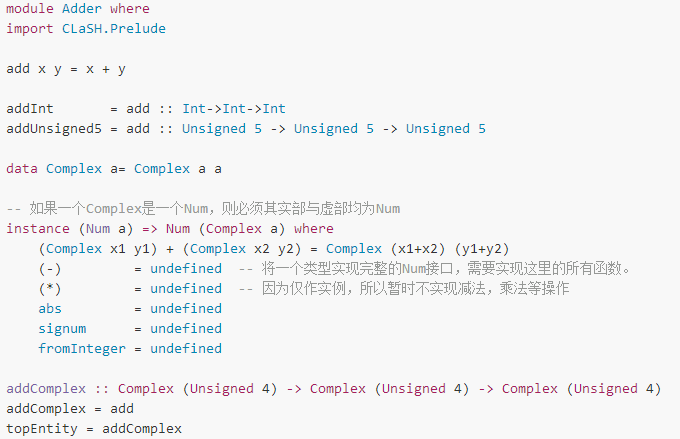 module Adder where
import CLaSH.Prelude
add x y = x + y
addInt       = add :: Int->Int->Int
addUnsigned5 = add :: Unsigned 5 -> Unsigned 5 -> Unsigned 5
data Complex a= Complex a a
-- 如果一个Complex是一个Num，则必须其实部与虚部均为Num
instance (Num a) => Num (Complex a) where
    (Complex x1 y1) + (Complex x2 y2) = Complex (x1+x2) (y1+y2)
    (-)         = undefined  -- 将一个类型实现完整的Num接口，需要实现这里的所有函数。
    (*)         = undefined  -- 因为仅作实例，所以暂时不实现减法，乘法等操作
    abs         = undefined
    signum      = undefined
    fromInteger = undefined
addComplex :: Complex (Unsigned 4) -> Complex (Unsigned 4) -> Complex (Unsigned 4)
addComplex = add
topEntity = addComplex